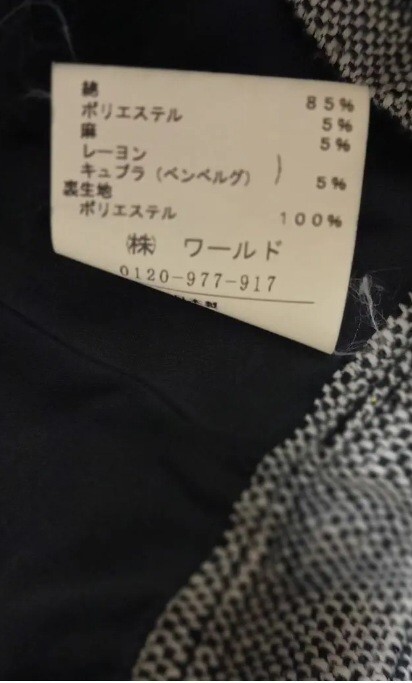 綿 85%
ポリエステル 5%
麻 5%
レーヨン
キュプラ（ベンベルグ） ) 5%
裏生地
ポリエステル 100%
㈱ ワールド
0120-977-917